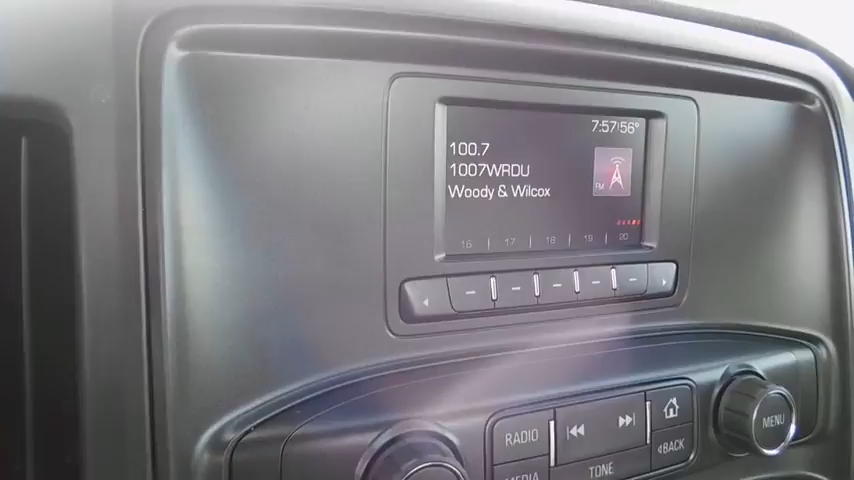 7:57 56°
100.7
1007WRDU
Woody & Wilcox
FM
16 | 17 | 18 | 19 | 20
RADIO
BACK
MENU
MEDIA
TONE